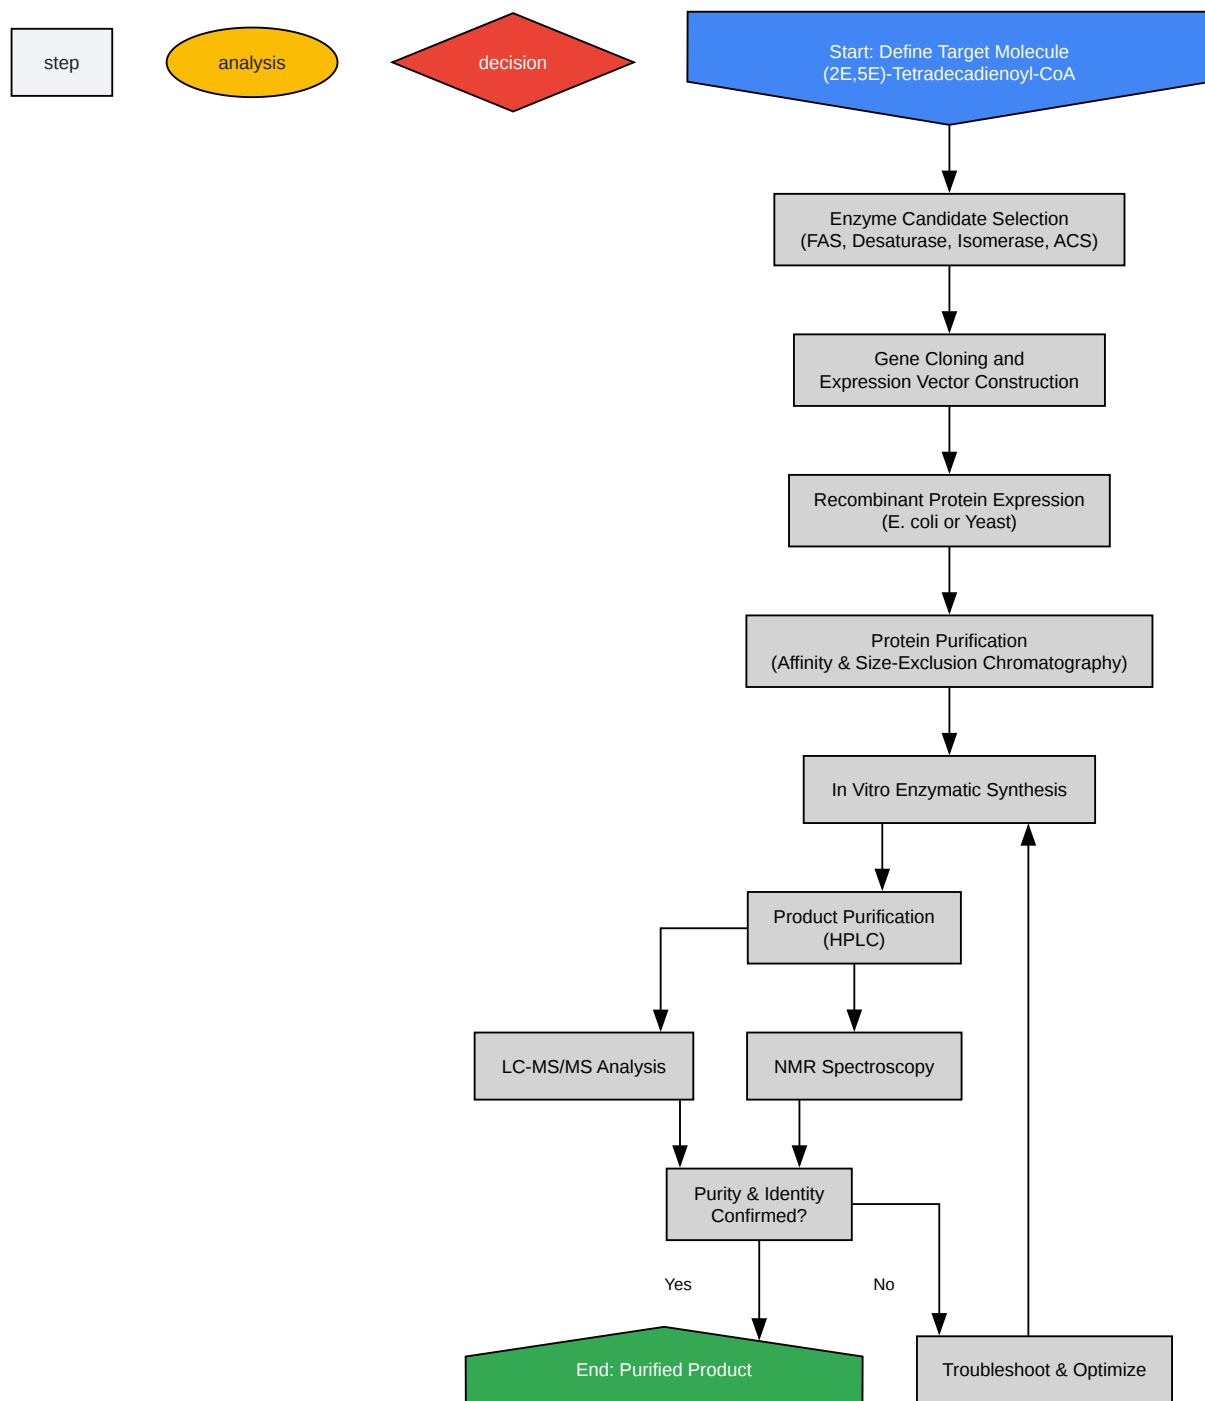 step
analysis
decision
Start: Define Target Molecule
(2E,5E)-Tetradecadienoyl-CoA
Enzyme Candidate Selection
(FAS, Desaturase, Isomerase, ACS)
Gene Cloning and
Expression Vector Construction
Recombinant Protein Expression
(E. coli or Yeast)
Protein Purification
(Affinity & Size-Exclusion Chromatography)
In Vitro Enzymatic Synthesis
Product Purification
(HPLC)
LC-MS/MS Analysis
NMR Spectroscopy
Purity & Identity
Confirmed?
Yes
No
End: Purified Product
Troubleshoot & Optimize